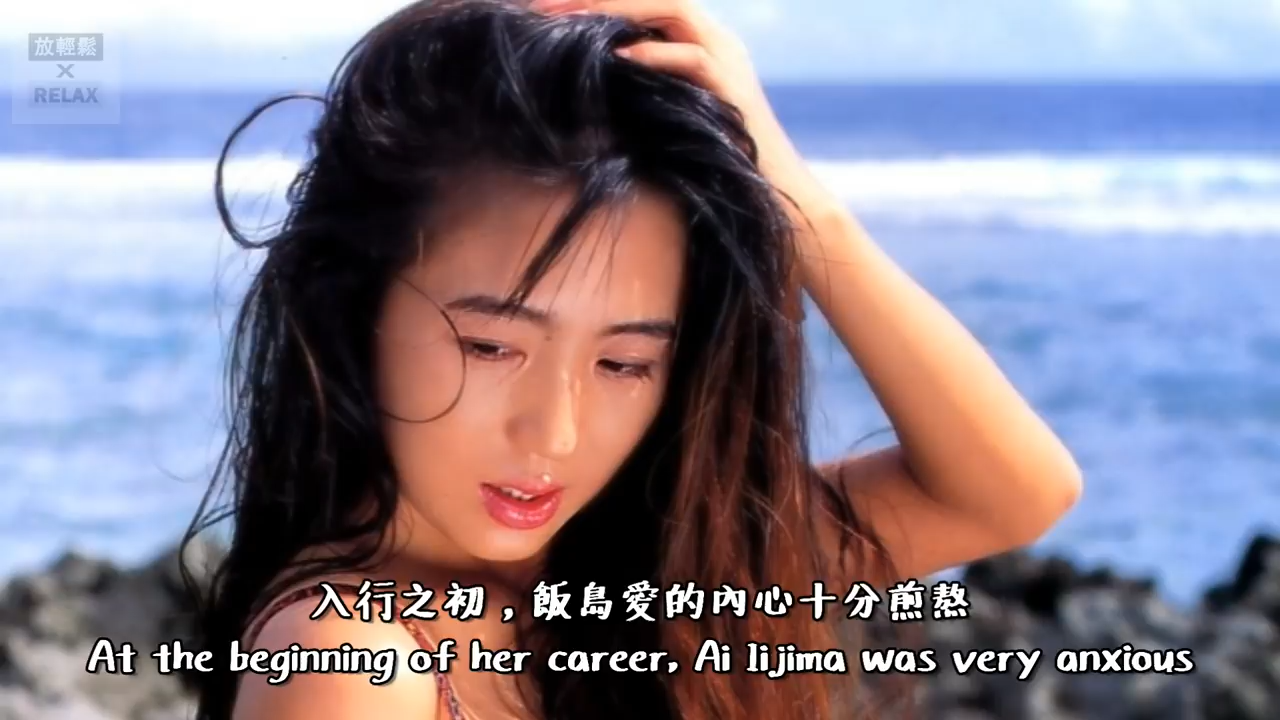 放輕鬆
×
RELAX
入行之初，飯島愛的內心十分煎熬
At the beginning of her career, Ai Iijima was very anxious